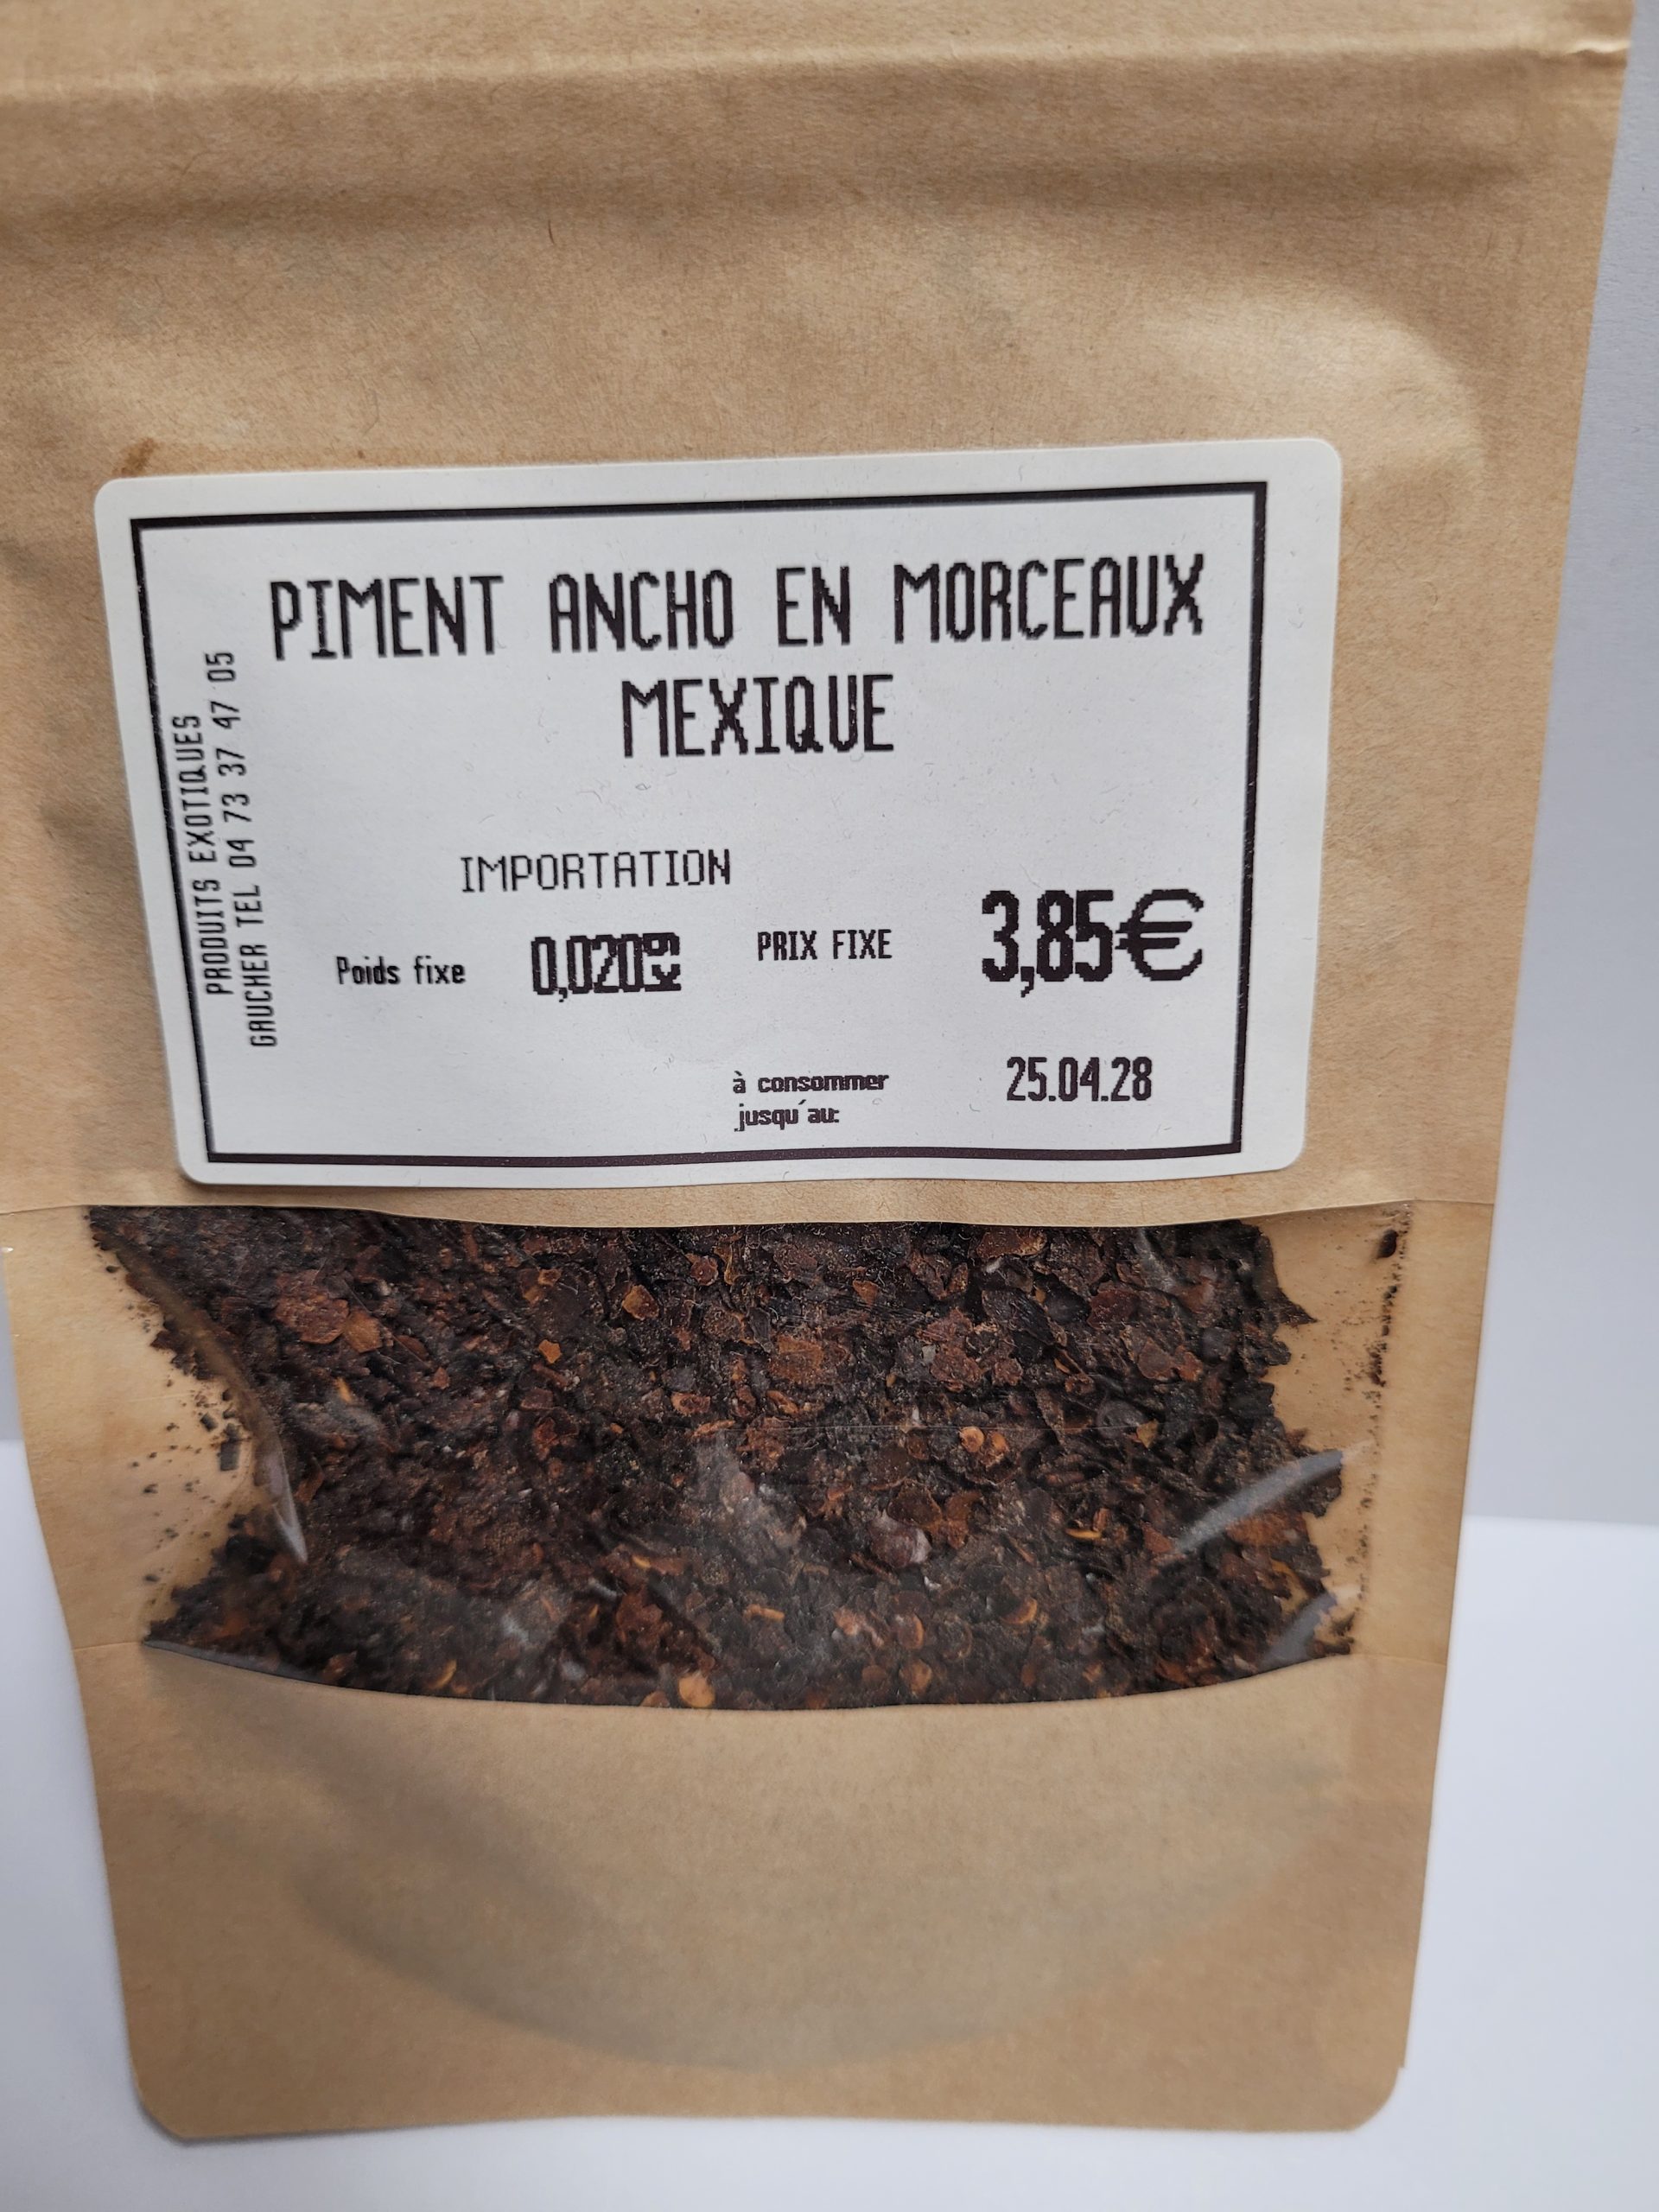 PIMENT ANCHO EN MORCEAUX
MEXIQUE
PRODUITS EXOTIQUES
GAUCHER TEL 04 73 37 47 05
IMPORTATION
Poids fixe 0,020kg PRIX FIXE 3,85€
à consommer 25.04.28
jusqu'au: